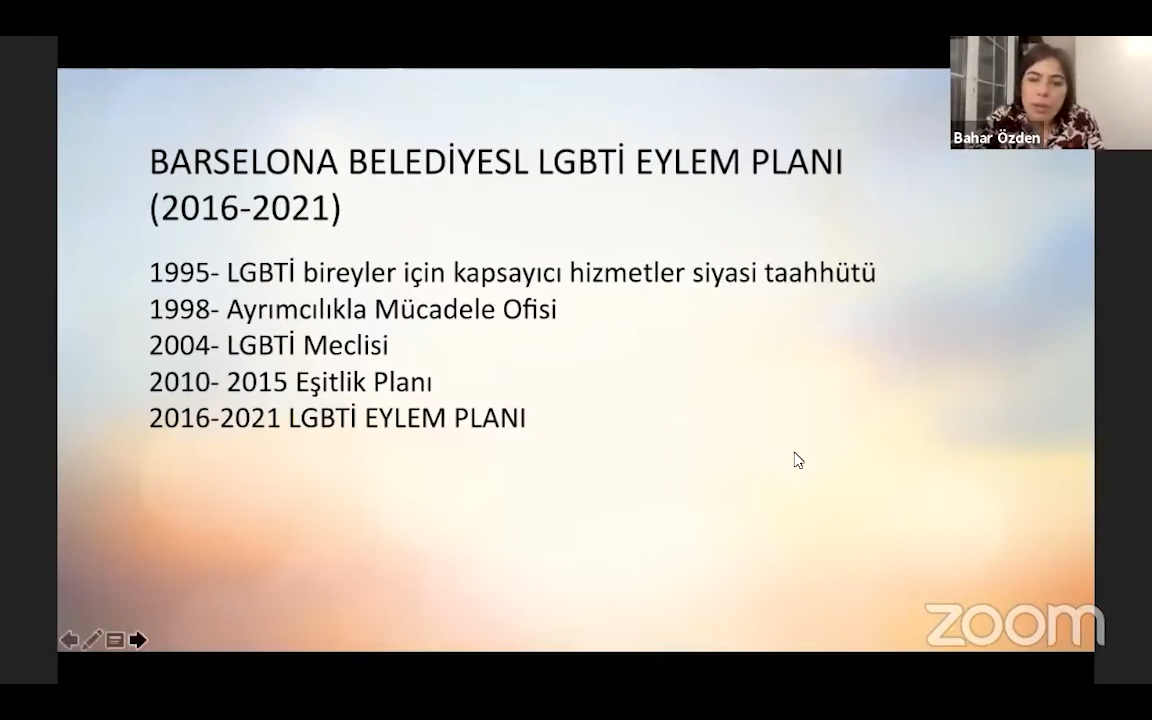 Bahar Özden
BARSELONA BELEDİYESL LGBTİ EYLEM PLANI
(2016-2021)
1995- LGBTİ bireyler için kapsayıcı hizmetler siyasi taahhütü
1998- Ayrımcılıkla Mücadele Ofisi
2004- LGBTİ Meclisi
2010- 2015 Eşitlik Planı
2016-2021 LGBTİ EYLEM PLANI
zoom